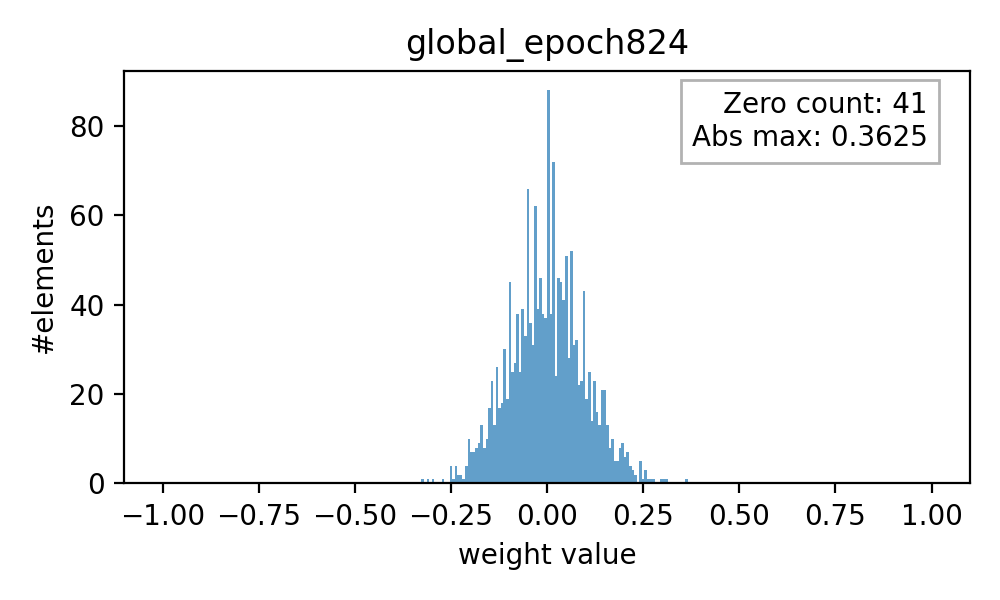 global_epoch824
Zero count: 41
Abs max: 0.3625
#elements
80
60
40
20
0
−1.00 −0.75 −0.50 −0.25 0.00 0.25 0.50 0.75 1.00
weight value